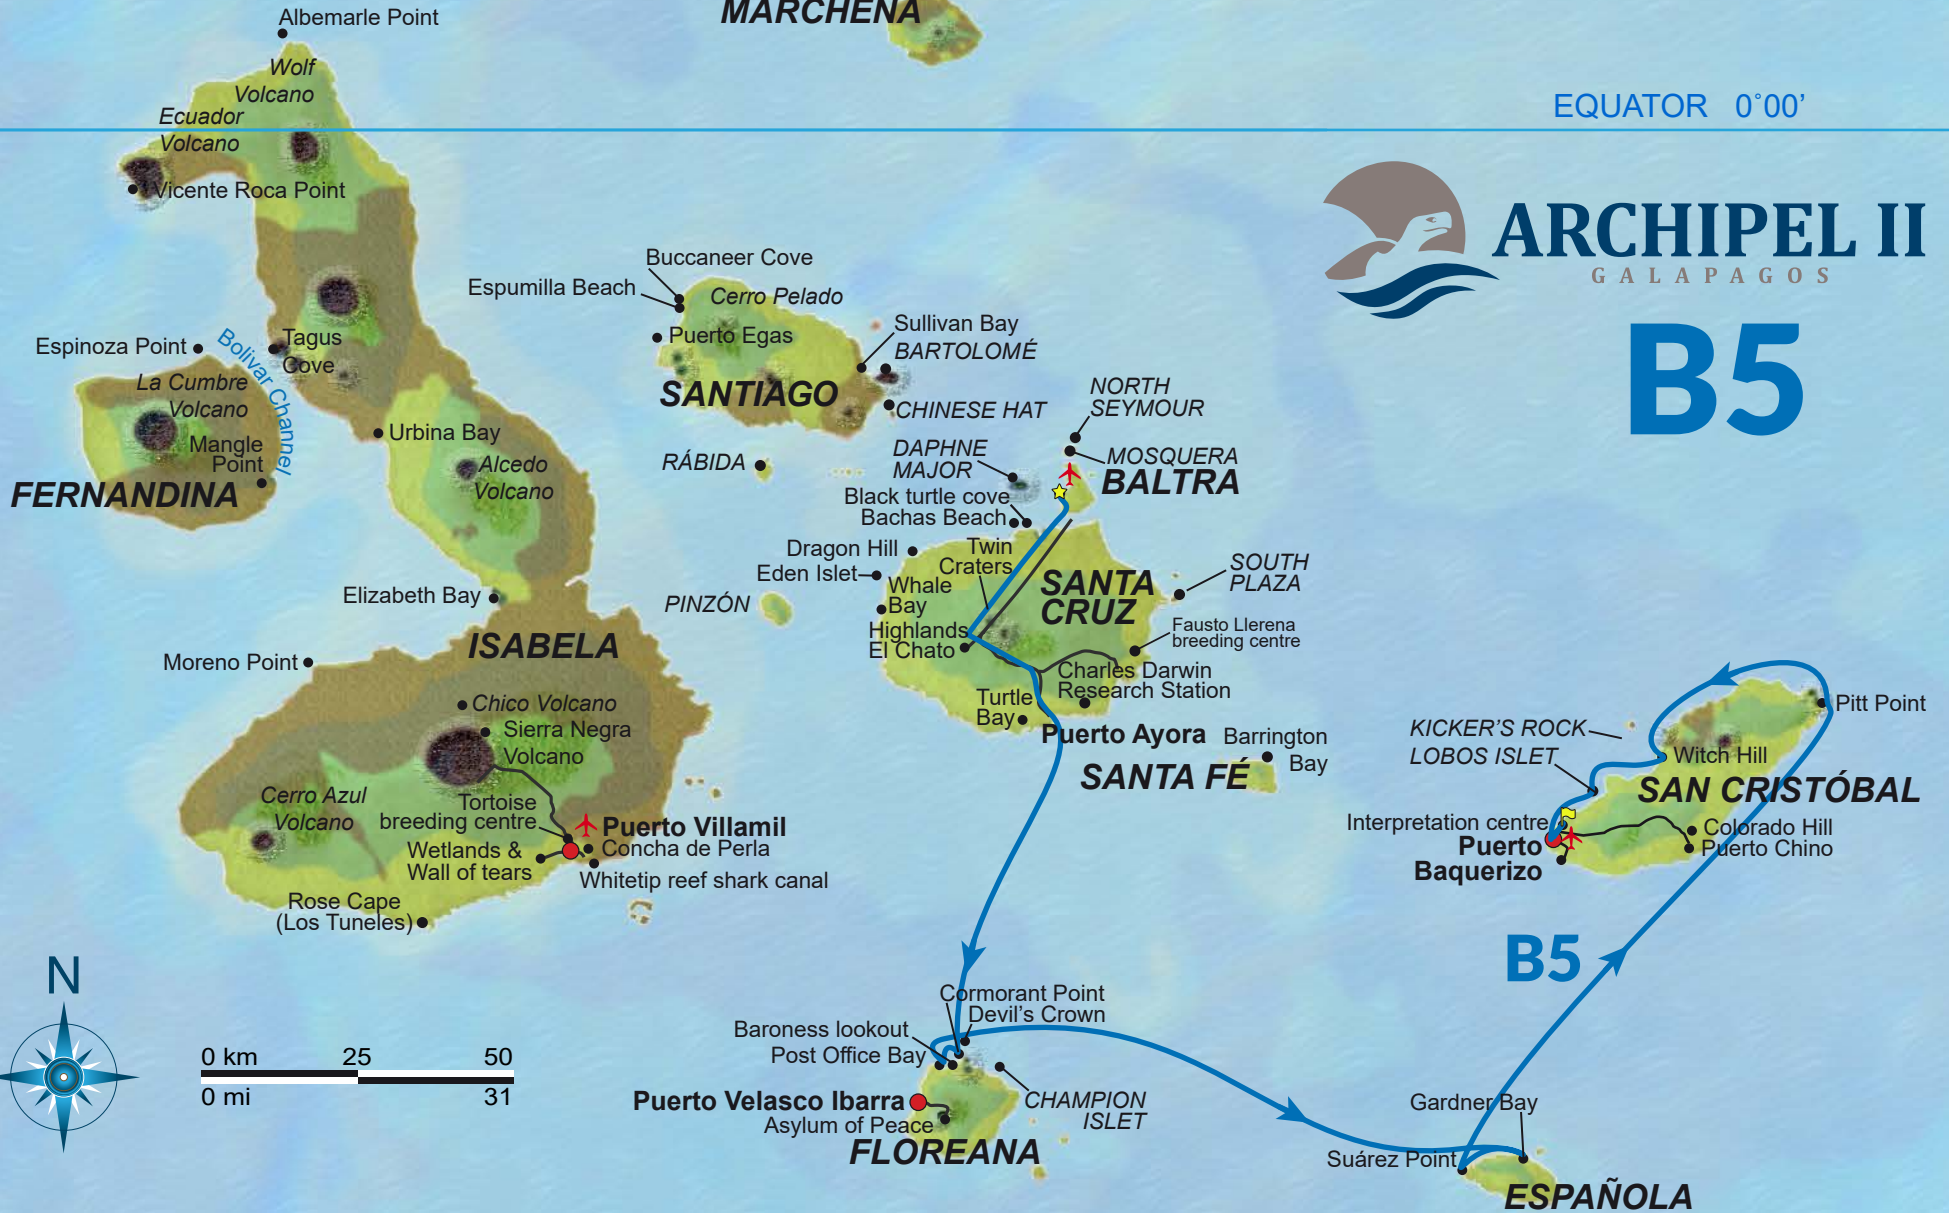 Albemarle Point
MARCHENA
Wolf
Volcano
Ecuador
Volcano
EQUATOR 0°00'
Vicente Roca Point
ARCHIPEL II
GALAPAGOS
B5
Buccaneer Cove
Espumilla Beach
Cerro Pelado
Puerto Egas
Sullivan Bay
BARTOLOMÉ
SANTIAGO
CHINESE HAT
Espinoza Point
Bolivar Channel
Tagus
Cove
La Cumbre
Volcano
Mangle
Point
FERNANDINA
Urbina Bay
Alcedo
Volcano
RÁBIDA
NORTH
SEYMOUR
DAPHNE
MAJOR
MOSQUERA
BALTRA
Black turtle cove
Bachas Beach
Dragon Hill
Eden Islet
Twin
Craters
Whale
Bay
SANTA
CRUZ
SOUTH
PLAZA
PINZÓN
Highlands
El Chato
Fausto Llerena
breeding centre
Charles Darwin
Research Station
Turtle
Bay
Puerto Ayora
Barrington
Bay
SANTA FÉ
Elizabeth Bay
ISABELA
Moreno Point
Chico Volcano
Sierra Negra
Volcano
Cerro Azul
Volcano
Tortoise
breeding centre
Puerto Villamil
Concha de Perla
Wetlands &
Wall of tears
Whitetip reef shark canal
Rose Cape
(Los Tuneles)
Pitt Point
KICKER'S ROCK
LOBOS ISLET
Witch Hill
SAN CRISTÓBAL
Interpretation centre
Puerto
Baquerizo
Colorado Hill
Puerto Chino
B5
N
0 km 25 50
0 mi 31
Cormorant Point
Devil's Crown
Baroness lookout
Post Office Bay
Puerto Velasco Ibarra
Asylum of Peace
CHAMPION
ISLET
FLOREANA
Gardner Bay
Suárez Point
ESPAÑOLA